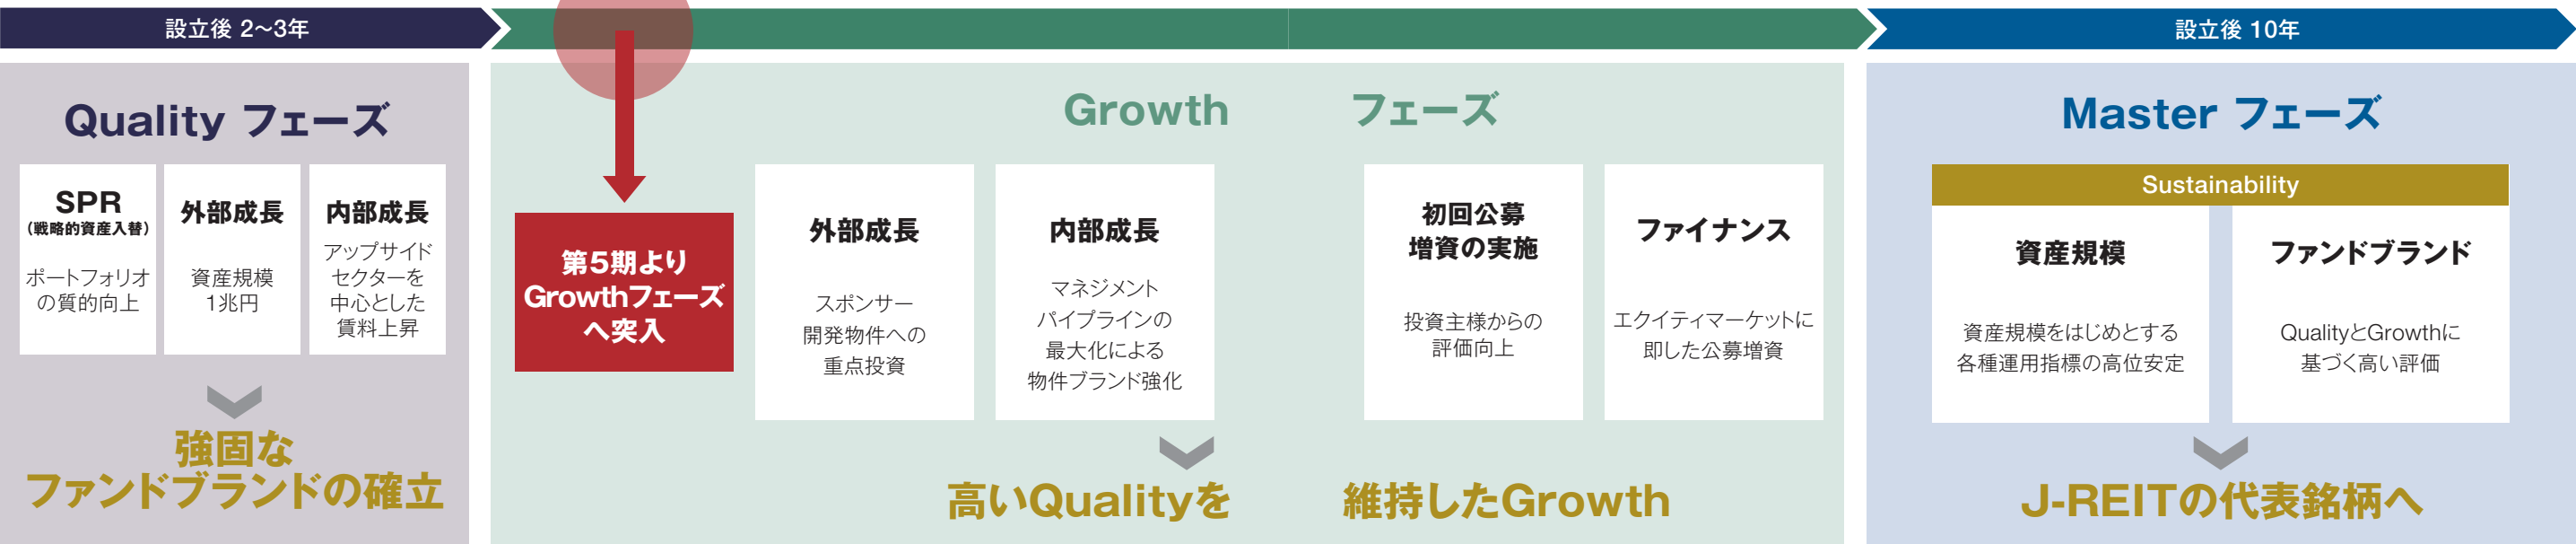 設立後 2～3年
設立後 10年
Quality フェーズ
SPR
（戦略的資産入替）
ポートフォリオ
の質的向上
外部成長
資産規模
1兆円
内部成長
アップサイド
セクターを
中心とした
賃料上昇
強固な
ファンドブランドの確立
Growth フェーズ
第5期より
Growthフェーズ
へ突入
外部成長
スポンサー
開発物件への
重点投資
内部成長
マネジメント
パイプラインの
最大化による
物件ブランド強化
初回公募
増資の実施
投資主様からの
評価向上
ファイナンス
エクイティマーケットに
即した公募増資
高いQualityを 維持したGrowth
Master フェーズ
Sustainability
資産規模
資産規模をはじめとする
各種運用指標の高位安定
ファンドブランド
QualityとGrowthに
基づく高い評価
J-REITの代表銘柄へ